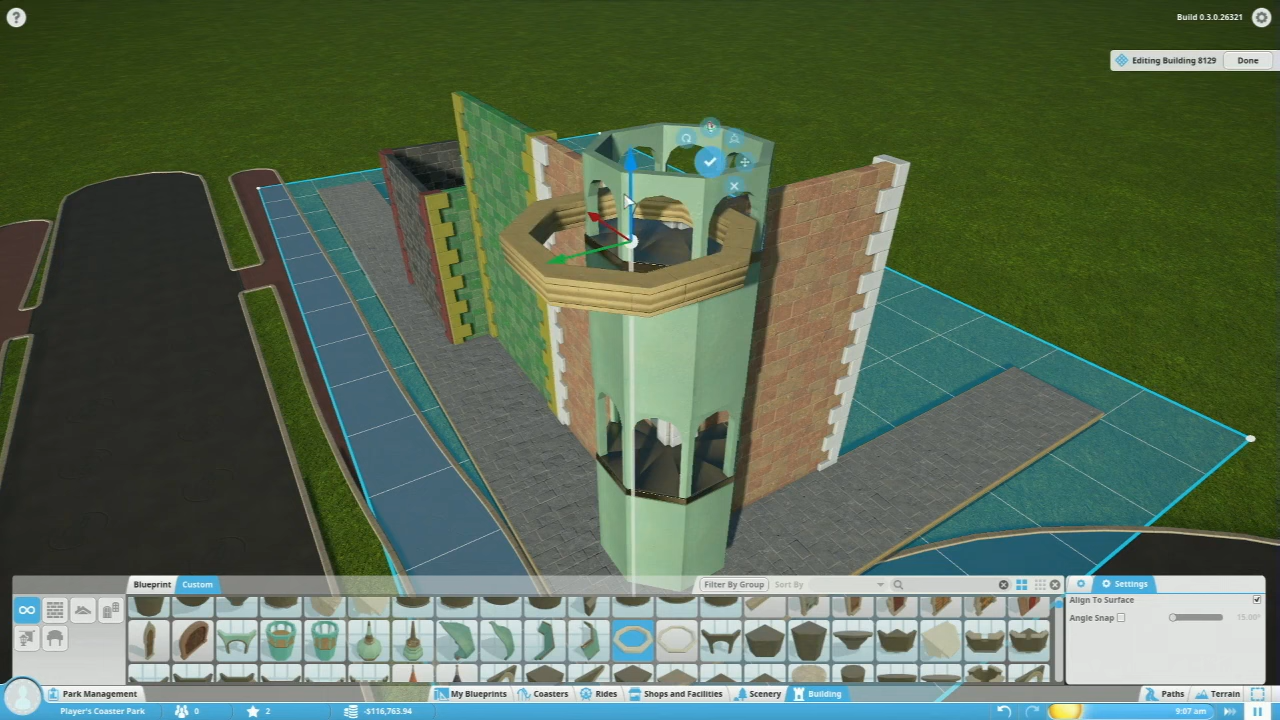 ?
Build 0.3.0.26321
Editing Building 8129
Done
Blueprint
Custom
Filter By Group
Sort By
Settings
Align To Surface
Angle Snap
15.00°
Park Management
My Blueprints
Coasters
Rides
Shops and Facilities
Scenery
Building
Paths
Terrain
Player's Coaster Park
0
2
-$116,763.94
9:07 am